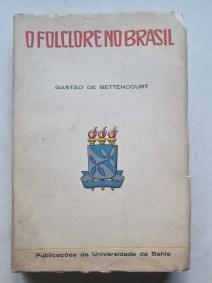 O FOLCLORE NO BRASIL
GASTÃO DE BETTENCOURT
Publicações da Universidade da Bahia